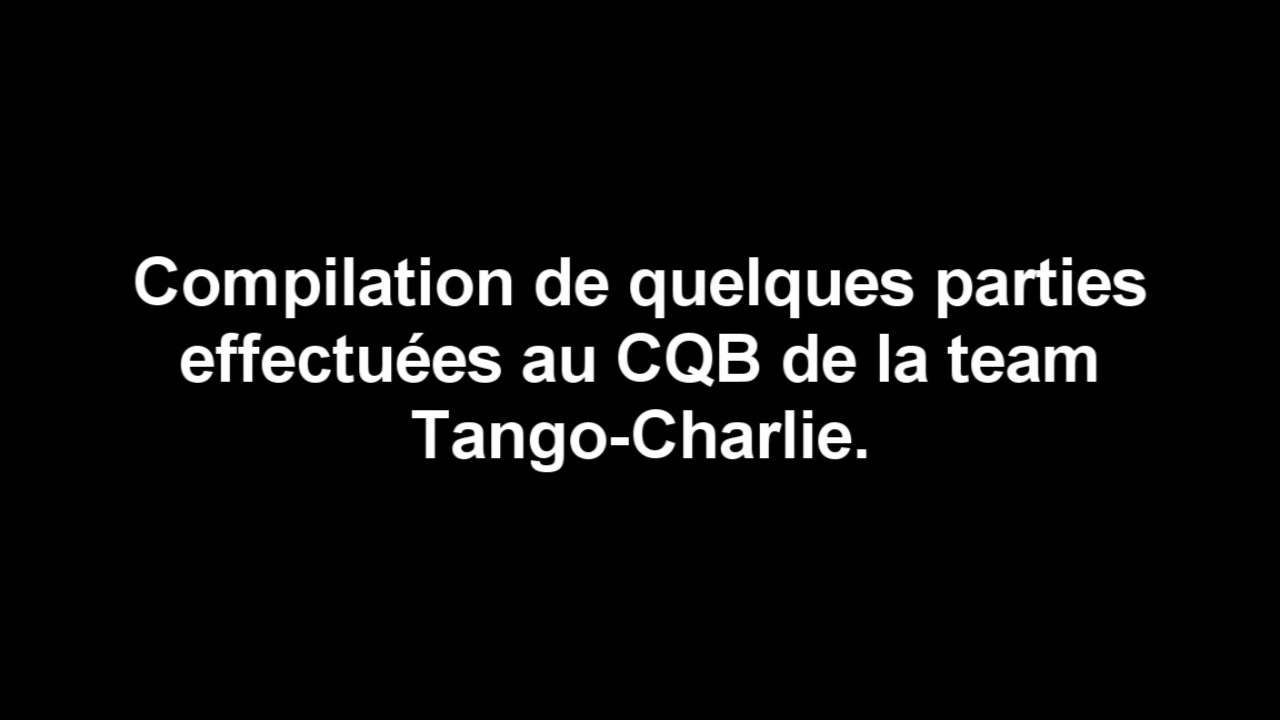 Compilation de quelques parties
effectuées au CQB de la team
Tango-Charlie.